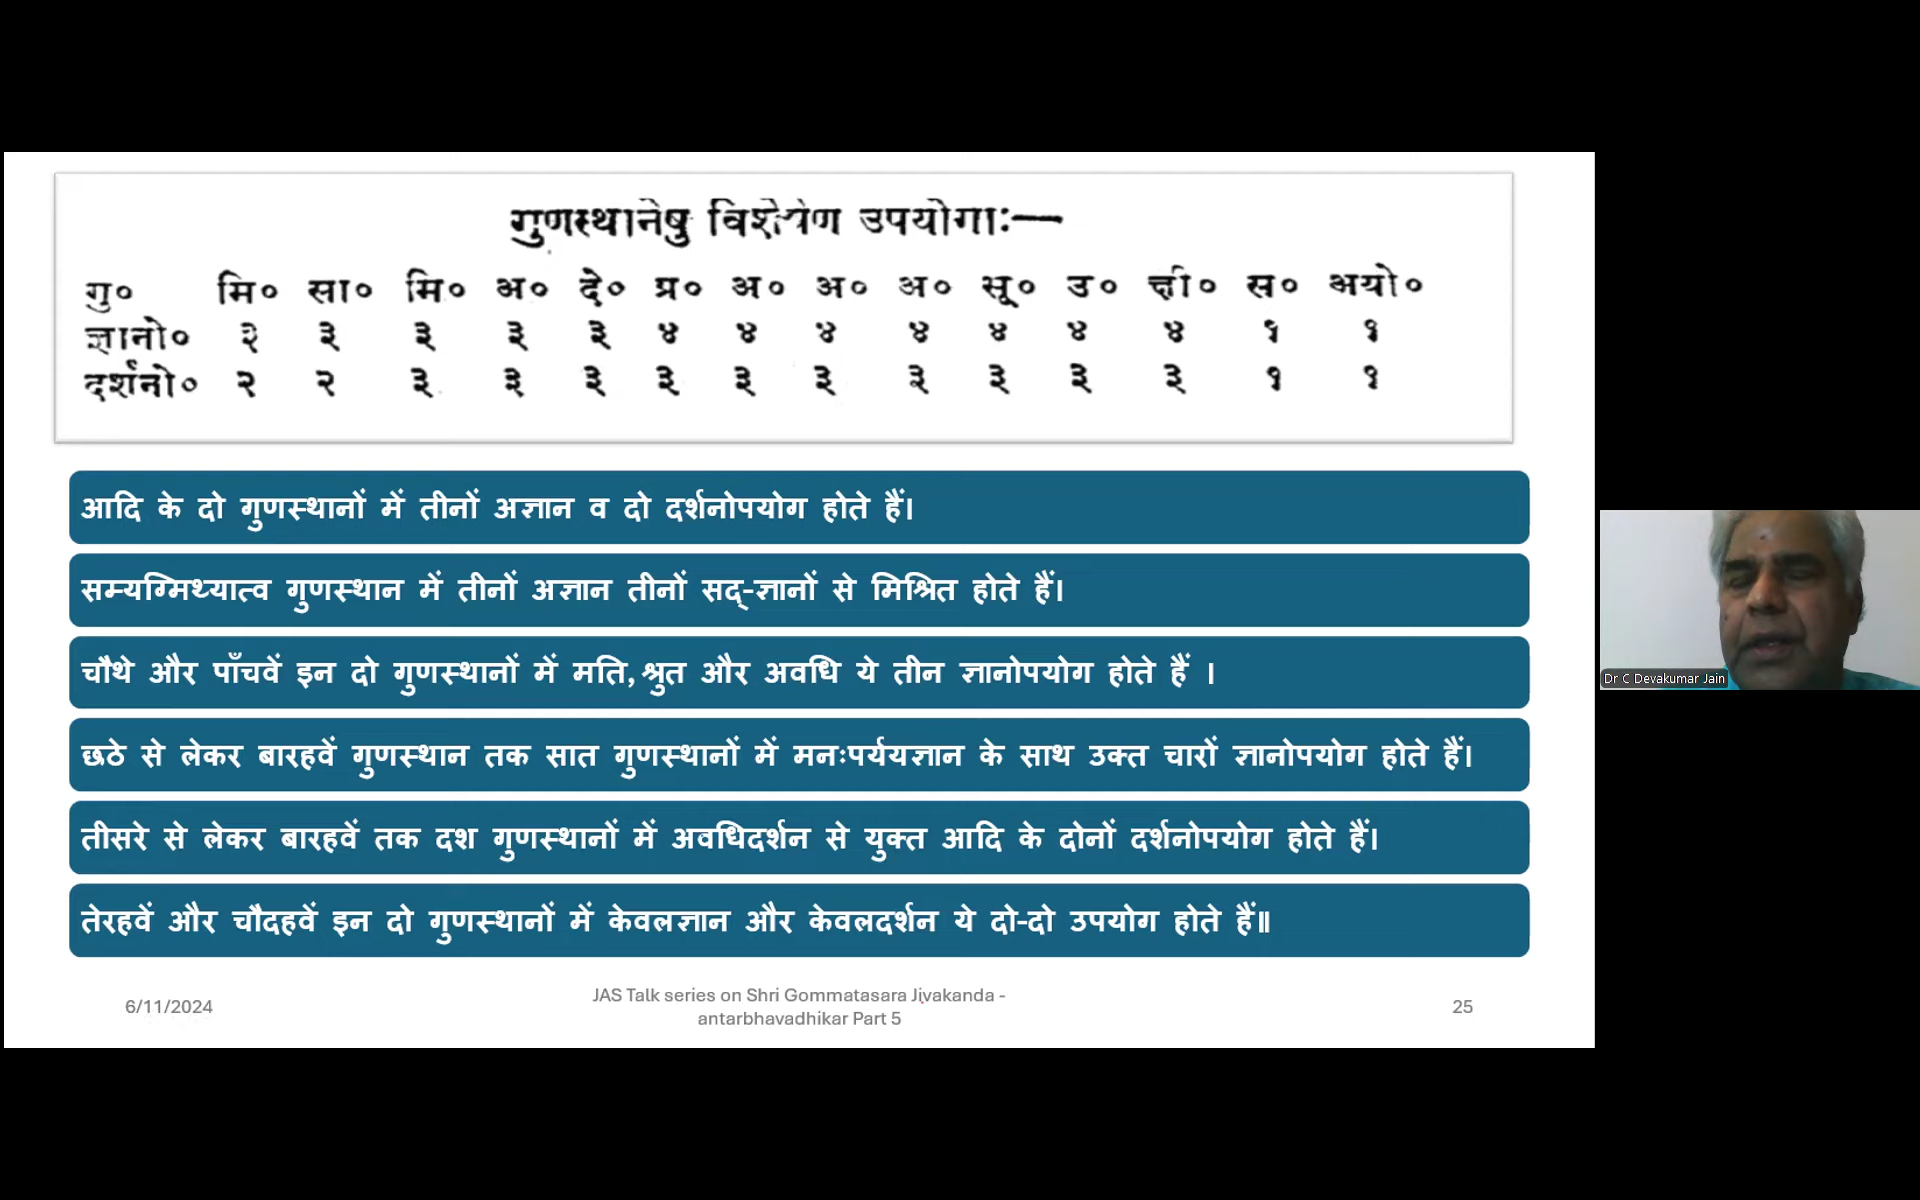 गुणस्थानेषु विशेषेण उपयोगाः—
गु० मि० सा० मि० अ० दे० प्र० अ० अ० अ० सू० उ० क्षी० स० अयो०
ज्ञानो० ३ ३ ३ ३ ३ ४ ४ ४ ४ ४ ४ ४ १ १
दर्शनो० २ २ ३ ३ ३ ३ ३ ३ ३ ३ ३ ३ १ १
आदि के दो गुणस्थानों में तीनों अज्ञान व दो दर्शनोपयोग होते हैं।
सम्यग्मिथ्यात्व गुणस्थान में तीनों अज्ञान तीनों सद्-ज्ञानों से मिश्रित होते हैं।
चौथे और पाँचवें इन दो गुणस्थानों में मति, श्रुत और अवधि ये तीन ज्ञानोपयोग होते हैं ।
छठे से लेकर बारहवें गुणस्थान तक सात गुणस्थानों में मनःपर्ययज्ञान के साथ उक्त चारों ज्ञानोपयोग होते हैं।
तीसरे से लेकर बारहवें तक दश गुणस्थानों में अवधिदर्शन से युक्त आदि के दोनों दर्शनोपयोग होते हैं।
तेरहवें और चौदहवें इन दो गुणस्थानों में केवलज्ञान और केवलदर्शन ये दो-दो उपयोग होते हैं॥
6/11/2024
JAS Talk series on Shri Gommatasara Jivakanda -
antarbhavadhikar Part 5
25
Dr C Devakumar Jain